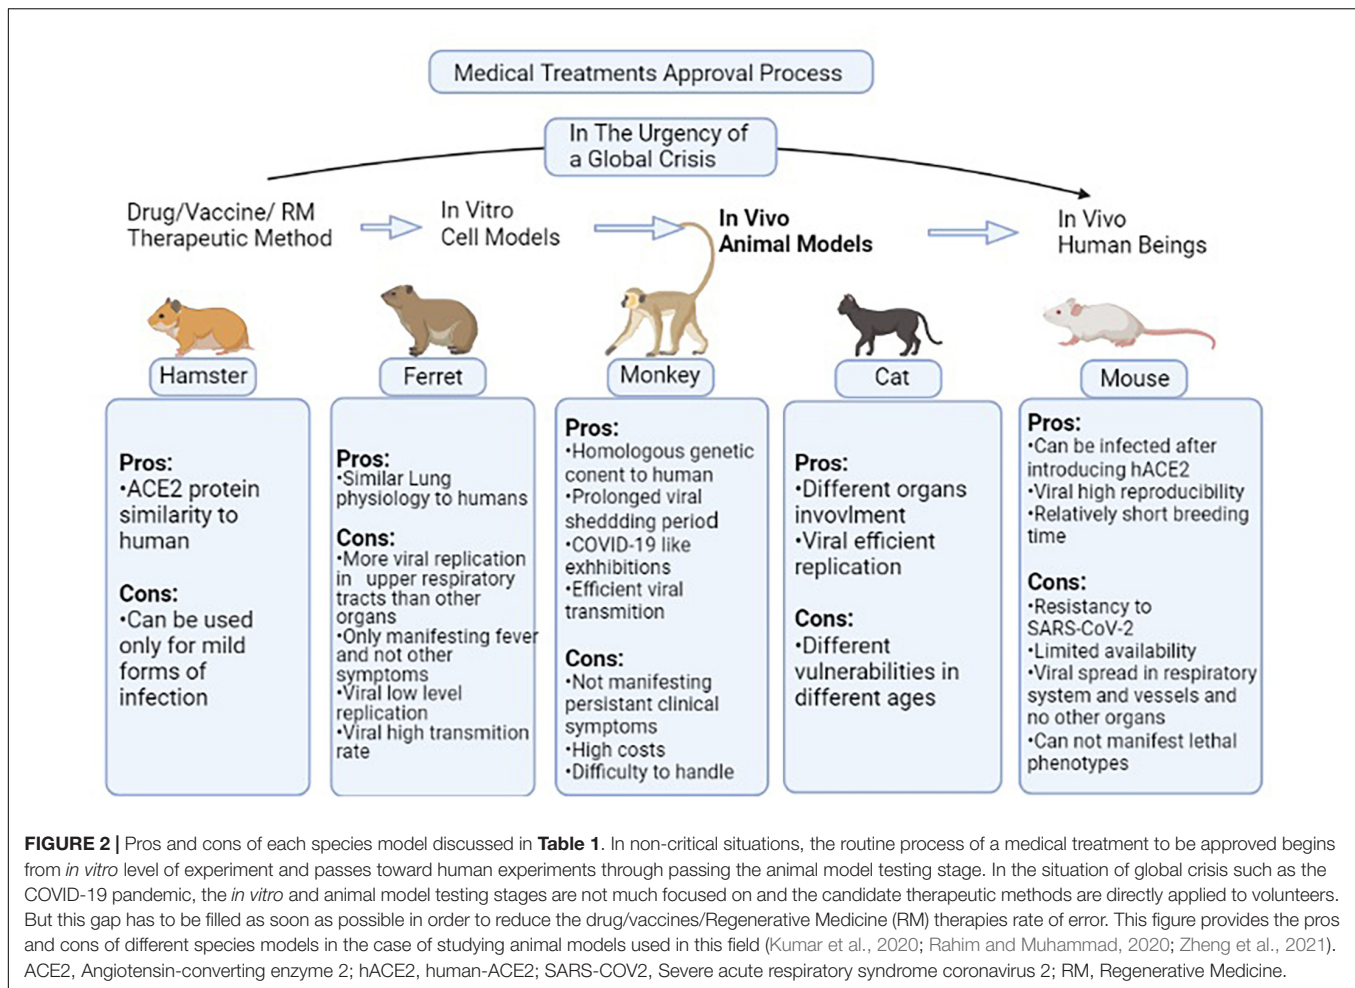 Medical Treatments Approval Process
In The Urgency of
a Global Crisis
Drug/Vaccine/ RM
Therapeutic Method
In Vitro
Cell Models
In Vivo
Animal Models
In Vivo
Human Beings
Hamster
Pros:
•ACE2 protein
similarity to
human
Cons:
•Can be used
only for mild
forms of
infection
Ferret
Pros:
•Similar Lung
physiology to humans
Cons:
•More viral replication
in upper respiratory
tracts than other
organs
•Only manifesting fever
and not other
symptoms
•Viral low level
replication
•Viral high transmition
rate
Monkey
Pros:
•Homologous genetic
conent to human
•Prolonged viral
sheddding period
•COVID-19 like
exhhibitions
•Efficient viral
transmition
Cons:
•Not manifesting
persistant clinical
symptoms
•High costs
•Difficulty to handle
Cat
Pros:
•Different organs
invovlment
•Viral efficient
replication
Cons:
•Different
vulnerabilities in
different ages
Mouse
Pros:
•Can be infected after
introducing hACE2
•Viral high reproducibility
•Relatively short breeding
time
Cons:
•Resistancy to
SARS-CoV-2
•Limited availability
•Viral spread in respiratory
system and vessels and
no other organs
•Can not manifest lethal
phenotypes
FIGURE 2 | Pros and cons of each species model discussed in Table 1. In non-critical situations, the routine process of a medical treatment to be approved begins
from in vitro level of experiment and passes toward human experiments through passing the animal model testing stage. In the situation of global crisis such as the
COVID-19 pandemic, the in vitro and animal model testing stages are not much focused on and the candidate therapeutic methods are directly applied to volunteers.
But this gap has to be filled as soon as possible in order to reduce the drug/vaccines/Regenerative Medicine (RM) therapies rate of error. This figure provides the pros
and cons of different species models in the case of studying animal models used in this field (Kumar et al., 2020; Rahim and Muhammad, 2020; Zheng et al., 2021).
ACE2, Angiotensin-converting enzyme 2; hACE2, human-ACE2; SARS-COV2, Severe acute respiratory syndrome coronavirus 2; RM, Regenerative Medicine.